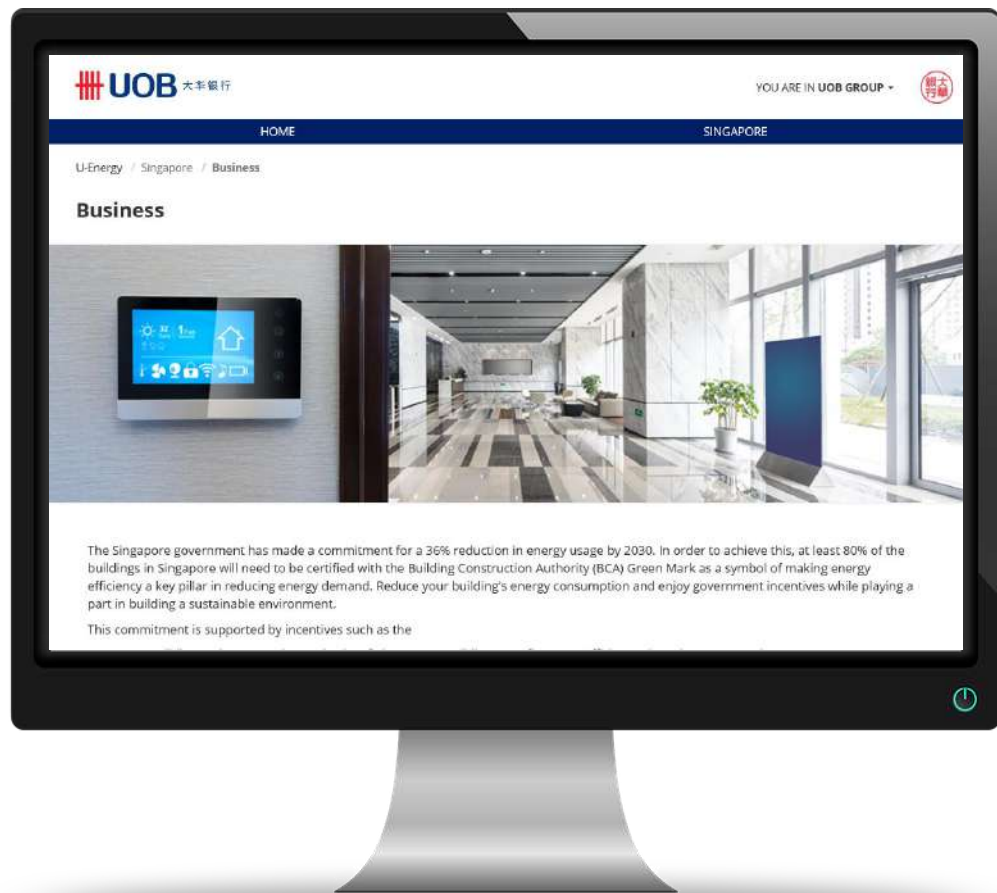 UOB 大华银行
YOU ARE IN UOB GROUP
銀大
行華
HOME
SINGAPORE
U-Energy / Singapore / Business
Business
The Singapore government has made a commitment for a 36% reduction in energy usage by 2030. In order to achieve this, at least 80% of the
buildings in Singapore will need to be certified with the Building Construction Authority (BCA) Green Mark as a symbol of making energy
efficiency a key pillar in reducing energy demand. Reduce your building's energy consumption and enjoy government incentives while playing a
part in building a sustainable environment.
This commitment is supported by incentives such as the